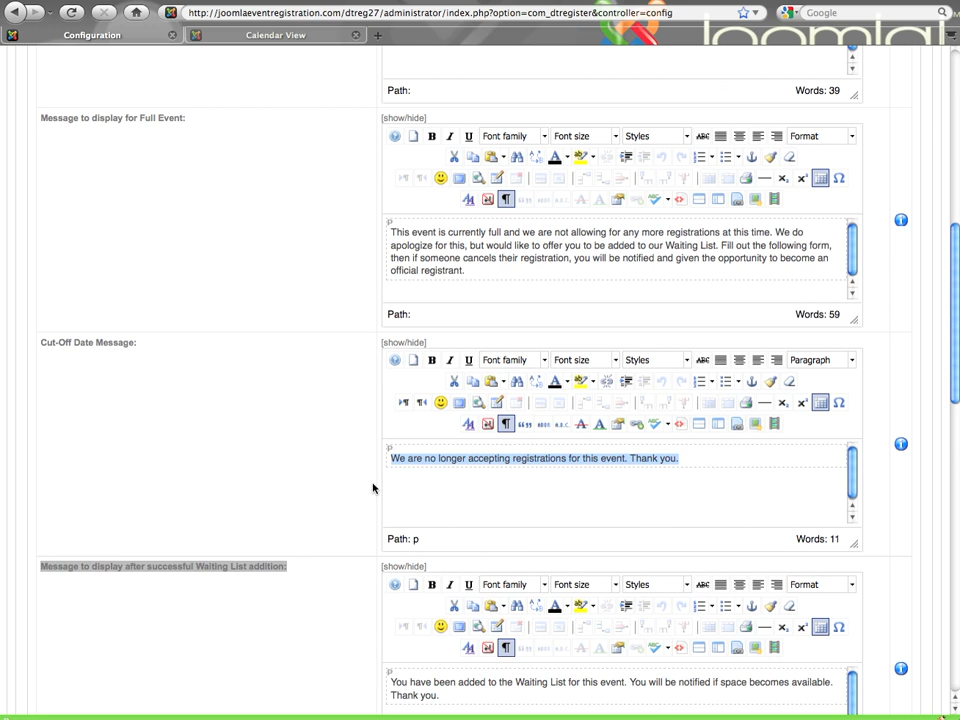 http://joomlaeventregistration.com/dtreg27/administrator/index.php?option=com_dtregister&controller=config
Google
Configuration
Calendar View
Path:
Words: 39
Message to display for Full Event:
[show/hide]
B I U Font family Font size Styles ABC Format
p
This event is currently full and we are not allowing for any more registrations at this time. We do
apologize for this, but would like to offer you to be added to our Waiting List. Fill out the following form,
then if someone cancels their registration, you will be notified and given the opportunity to become an
official registrant.
Path:
Words: 59
Cut-Off Date Message:
[show/hide]
B I U Font family Font size Styles ABC Paragraph
p
We are no longer accepting registrations for this event. Thank you.
Path: p
Words: 11
Message to display after successful Waiting List addition:
[show/hide]
B I U Font family Font size Styles ABC Format
p
You have been added to the Waiting List for this event. You will be notified if space becomes available.
Thank you.